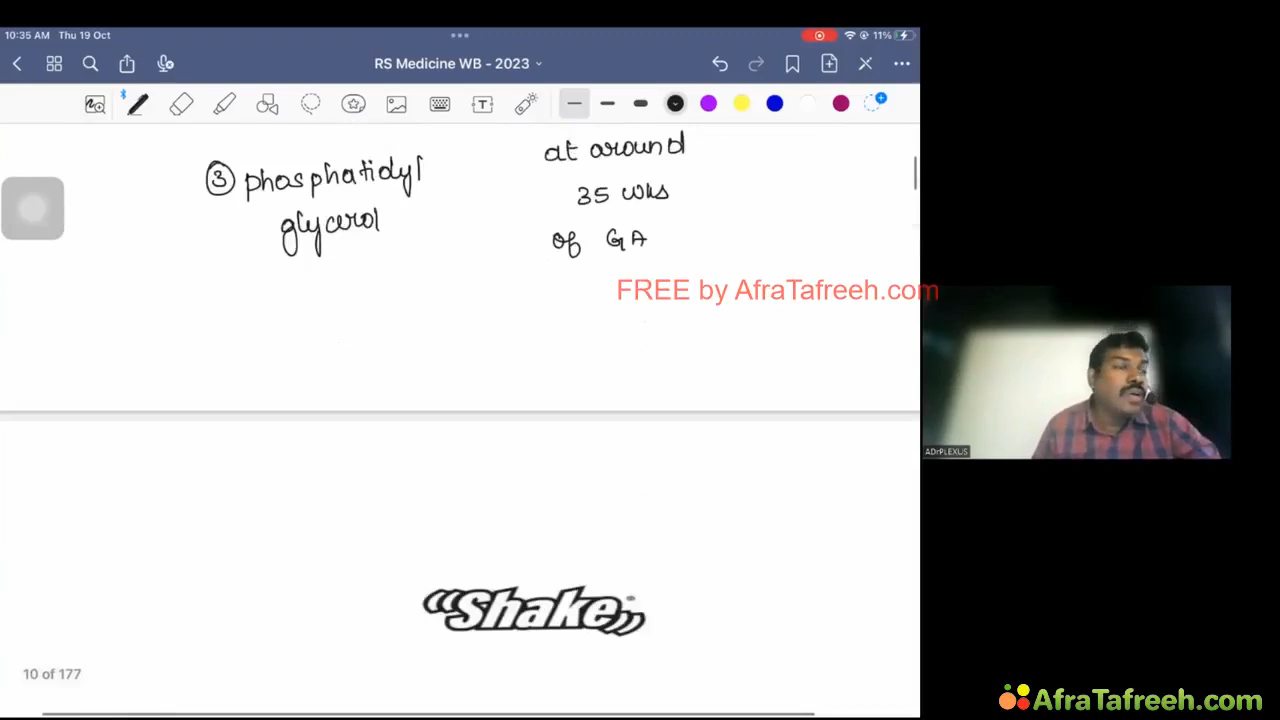 10:35 AM Thu 19 Oct
11%
RS Medicine WB - 2023
T
③ phosphatidyl
glycerol
at around
35 wks
of GA
FREE by AfraTafreeh.com
ADrPLEXUS
((Shake))
10 of 177
AfraTafreeh.com